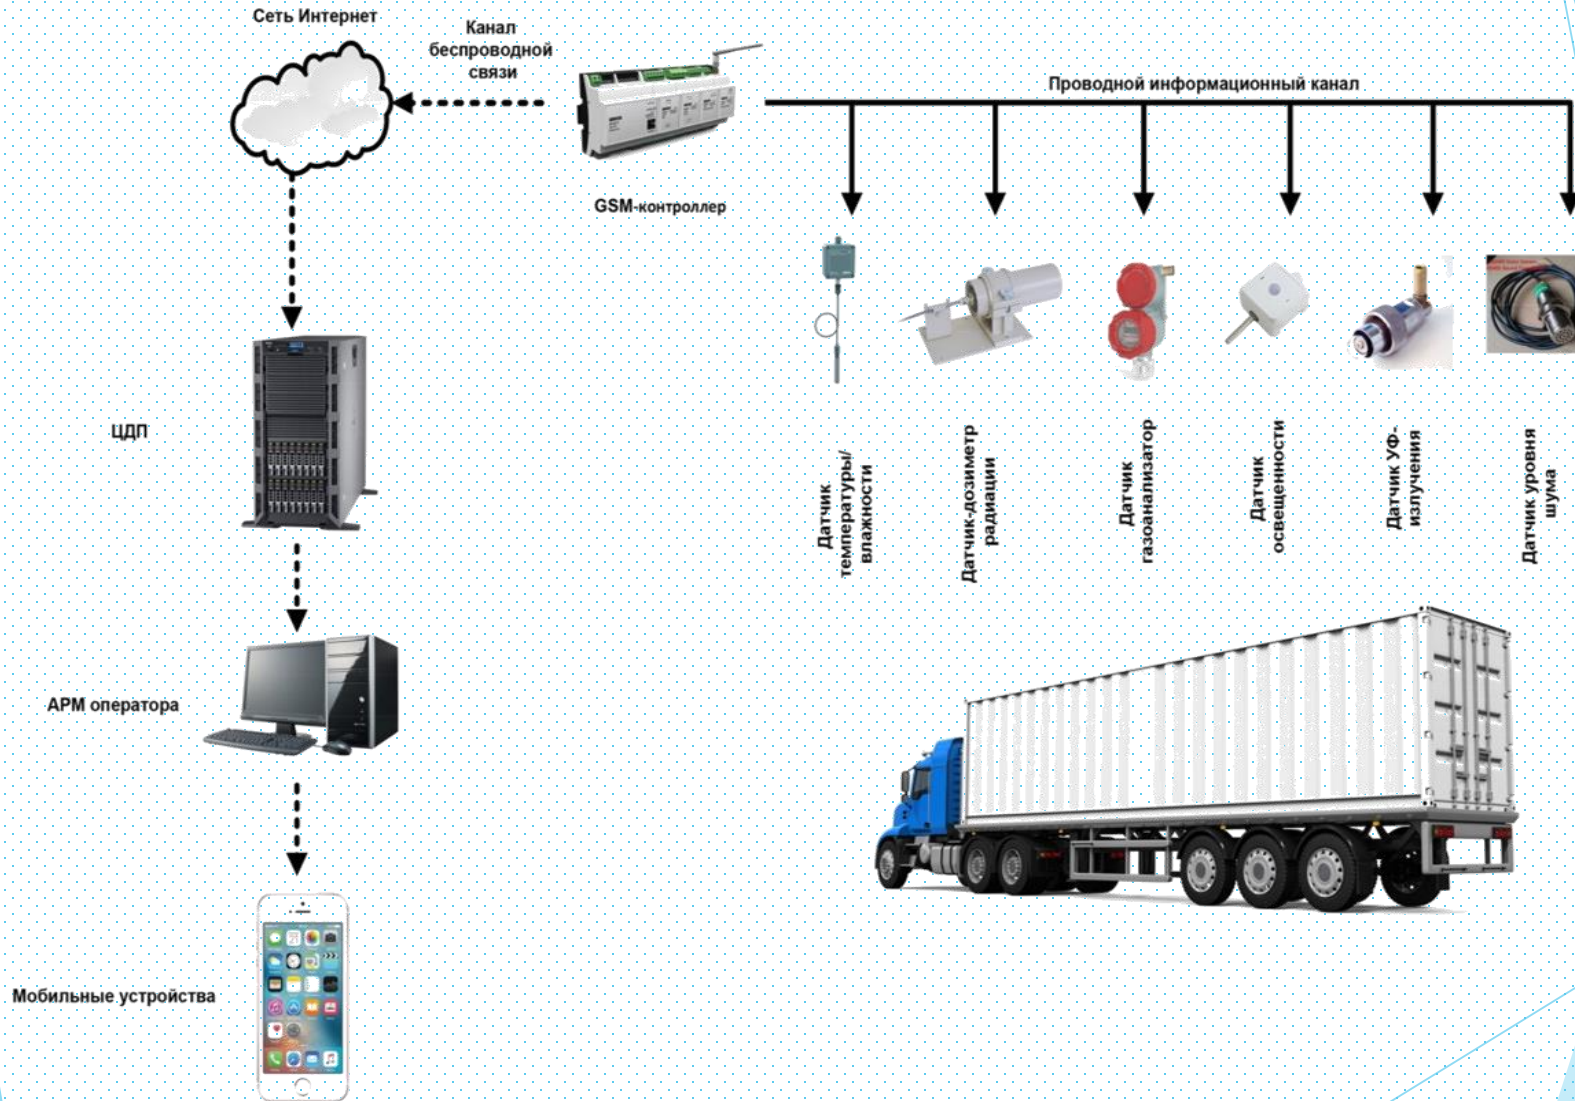 Сеть Интернет
Канал
беспроводной
связи
Проводной информационный канал
GSM-контроллер
ЦДП
Датчик
температуры/
влажности
Датчик-дозиметр
радиации
Датчик
газоанализатор
Датчик
освещенности
Датчик УФ-
излучения
Датчик уровня
шума
АРМ оператора
Мобильные устройства